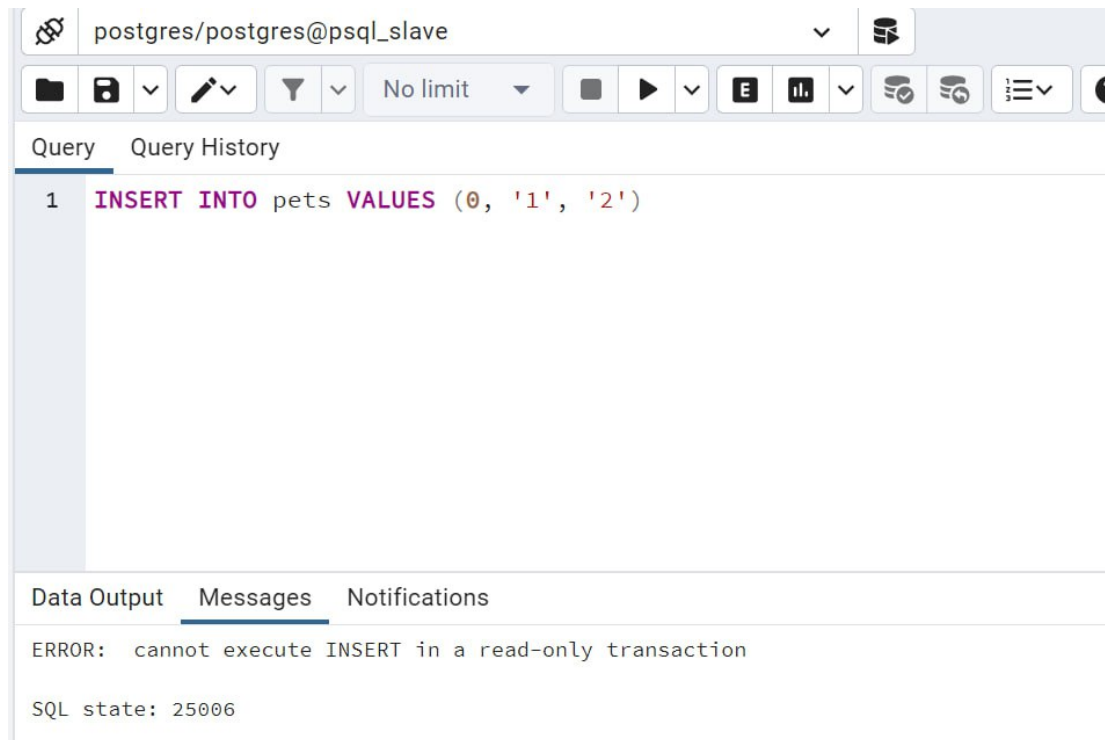 postgres/postgres@psql_slave
No limit
E
Query Query History
1 INSERT INTO pets VALUES (0, '1', '2')
Data Output Messages Notifications
ERROR:  cannot execute INSERT in a read-only transaction
SQL state: 25006